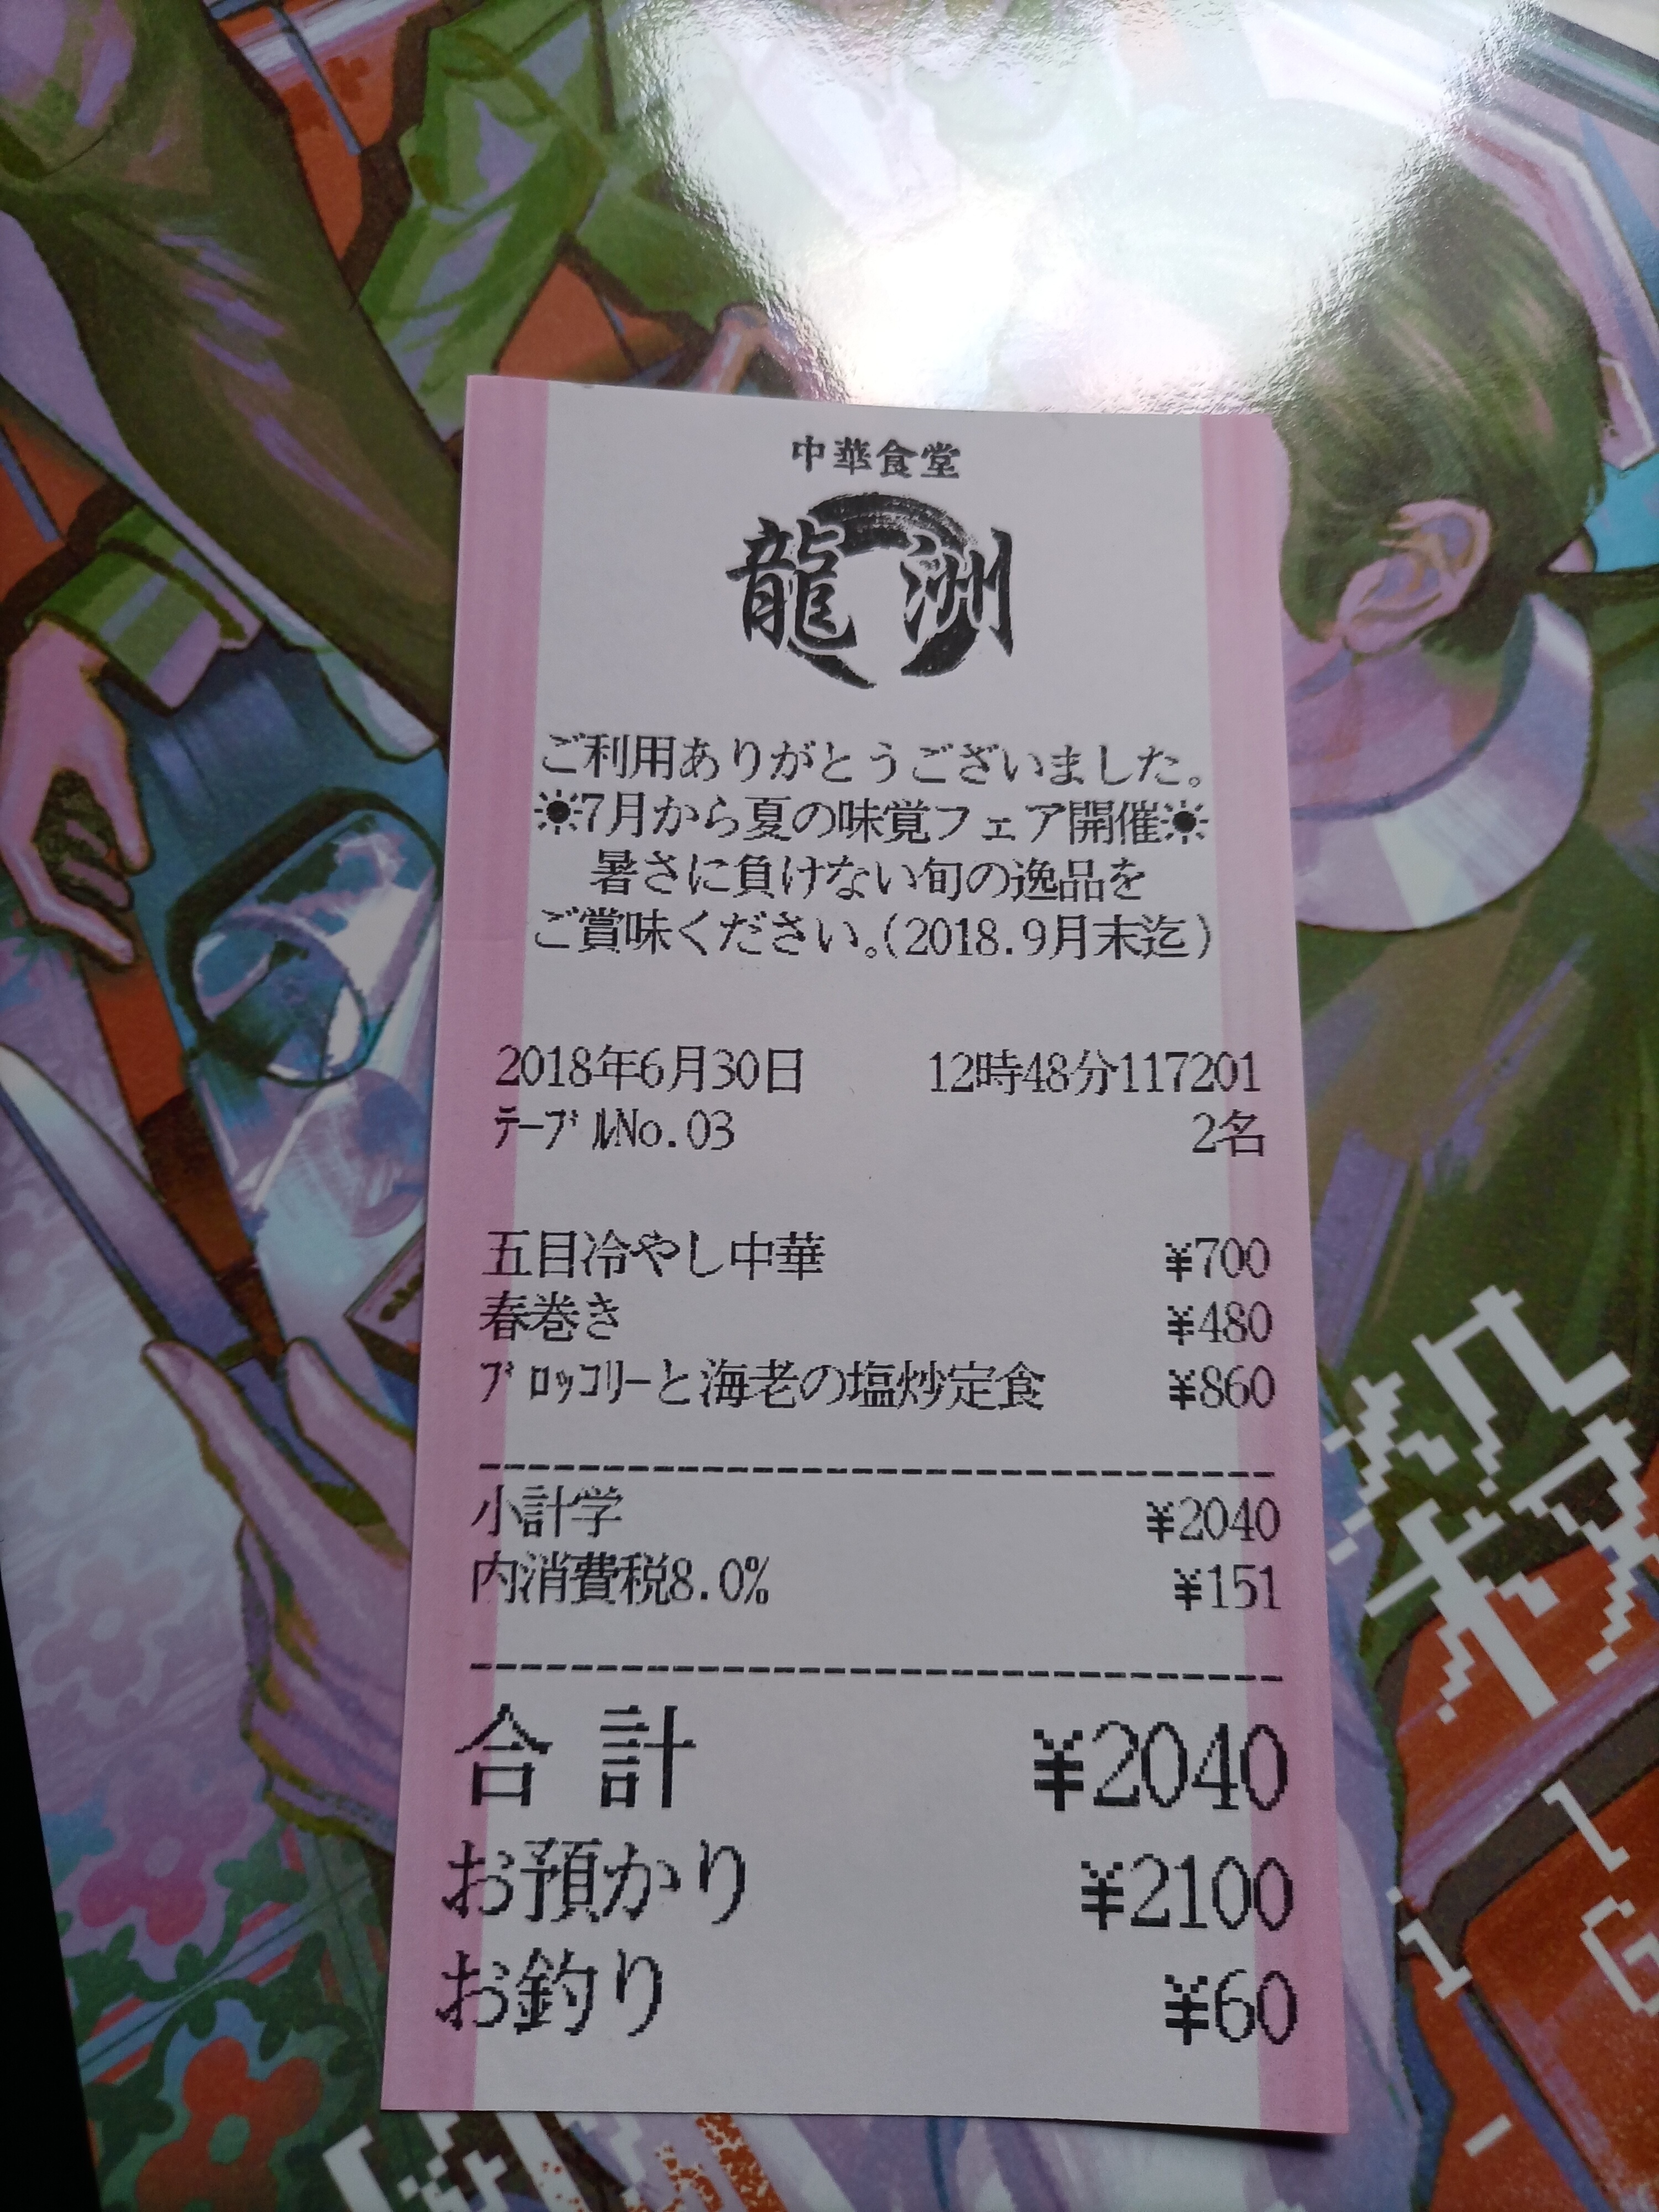 中華食堂
龍洲
ご利用ありがとうございました。
☀7月から夏の味覚フェア開催☀
暑さに負けない旬の逸品を
ご賞味ください。(2018.9月末迄)
2018年6月30日 12時48分117201
ﾃｰﾌﾞﾙNo.03 2名
五目冷やし中華 ¥700
春巻き ¥480
ﾌﾞﾛｯｺﾘｰと海老の塩炒定食 ¥860
小計学 ¥2040
内消費税8.0% ¥151
合計 ¥2040
お預かり ¥2100
お釣り ¥60